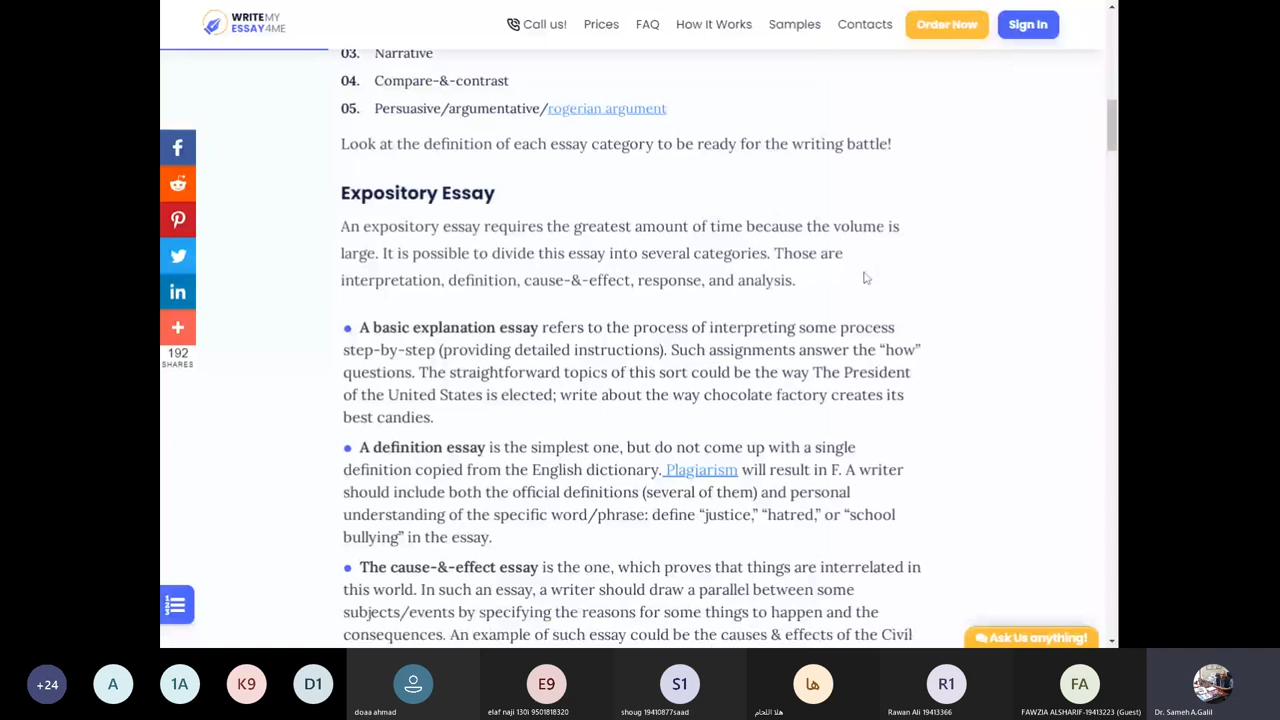 WRITEMY
ESSAY4ME
Call us!
Prices
FAQ
How It Works
Samples
Contacts
Order Now
Sign In
03. Narrative
04. Compare-&-contrast
05. Persuasive/argumentative/rogerian argument
Look at the definition of each essay category to be ready for the writing battle!
Expository Essay
An expository essay requires the greatest amount of time because the volume is
large. It is possible to divide this essay into several categories. Those are
interpretation, definition, cause-&-effect, response, and analysis.
A basic explanation essay refers to the process of interpreting some process
step-by-step (providing detailed instructions). Such assignments answer the “how”
questions. The straightforward topics of this sort could be the way The President
of the United States is elected; write about the way chocolate factory creates its
best candies.
A definition essay is the simplest one, but do not come up with a single
definition copied from the English dictionary. Plagiarism will result in F. A writer
should include both the official definitions (several of them) and personal
understanding of the specific word/phrase: define “justice,” “hatred,” or “school
bullying” in the essay.
The cause-&-effect essay is the one, which proves that things are interrelated in
this world. In such an essay, a writer should draw a parallel between some
subjects/events by specifying the reasons for some things to happen and the
consequences. An example of such essay could be the causes & effects of the Civil
192
SHARES
Ask Us anything!
+24
A
1A
K9
D1
E9
S1
ها
R1
FA
doaa ahmad
elaf naji 130i 9501818320
shoug 19410877saad
هلا اللحام
Rawan Ali 19413366
FAWZIA ALSHARIF-19413223 (Guest)
Dr. Sameh A.Galil